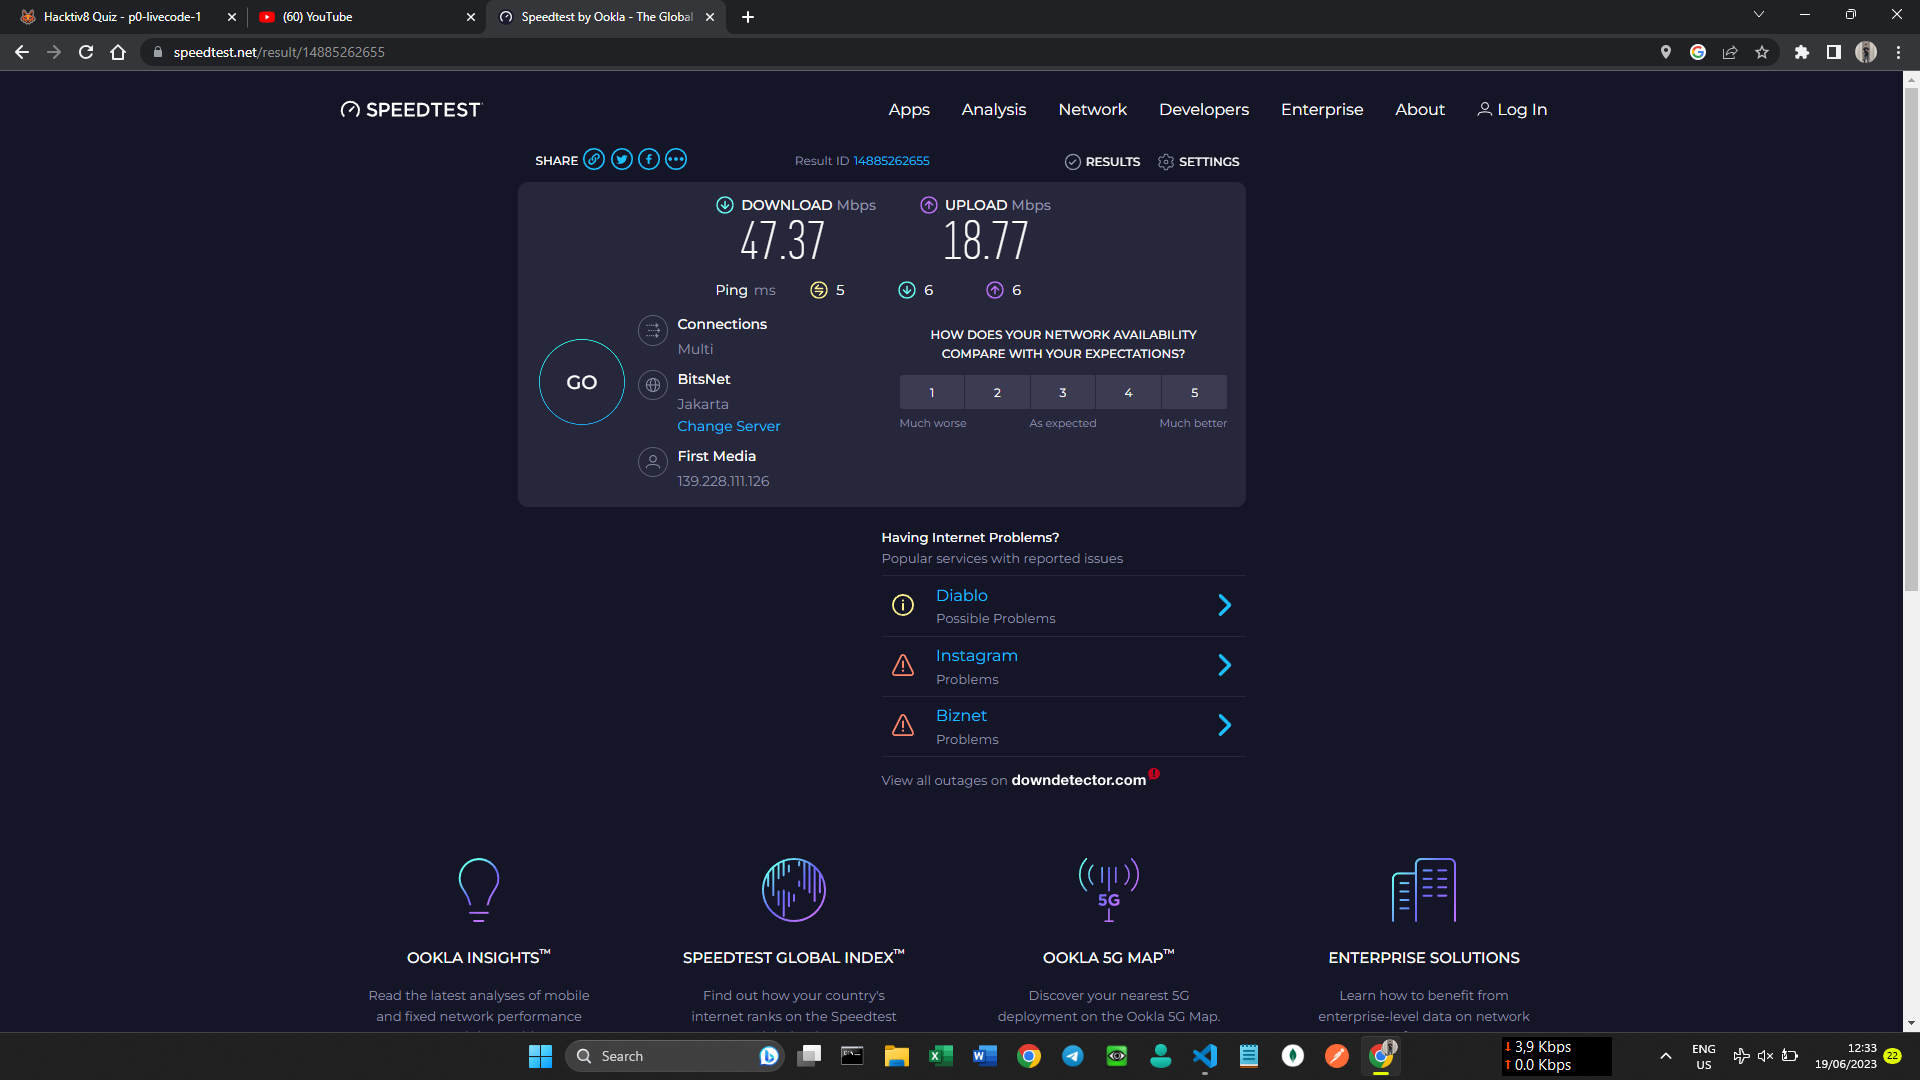 Hacktiv8 Quiz - p0-livecode-1
(60) YouTube
Speedtest by Ookla - The Global
speedtest.net/result/14885262655
SPEEDTEST
Apps
Analysis
Network
Developers
Enterprise
About
Log In
SHARE
Result ID 14885262655
RESULTS
SETTINGS
DOWNLOAD Mbps
47.37
UPLOAD Mbps
18.77
Ping ms
5
6
6
GO
Connections
Multi
BitsNet
Jakarta
Change Server
First Media
139.228.111.126
HOW DOES YOUR NETWORK AVAILABILITY
COMPARE WITH YOUR EXPECTATIONS?
1
2
3
4
5
Much worse
As expected
Much better
Having Internet Problems?
Popular services with reported issues
Diablo
Possible Problems
Instagram
Problems
Biznet
Problems
View all outages on downdetector.com
OOKLA INSIGHTS™
Read the latest analyses of mobile
and fixed network performance
SPEEDTEST GLOBAL INDEX™
Find out how your country's
internet ranks on the Speedtest
5G
OOKLA 5G MAP™
Discover your nearest 5G
deployment on the Ookla 5G Map.
ENTERPRISE SOLUTIONS
Learn how to benefit from
enterprise-level data on network
Search
3,9 Kbps
0.0 Kbps
ENG
US
12:33
19/06/2023
22